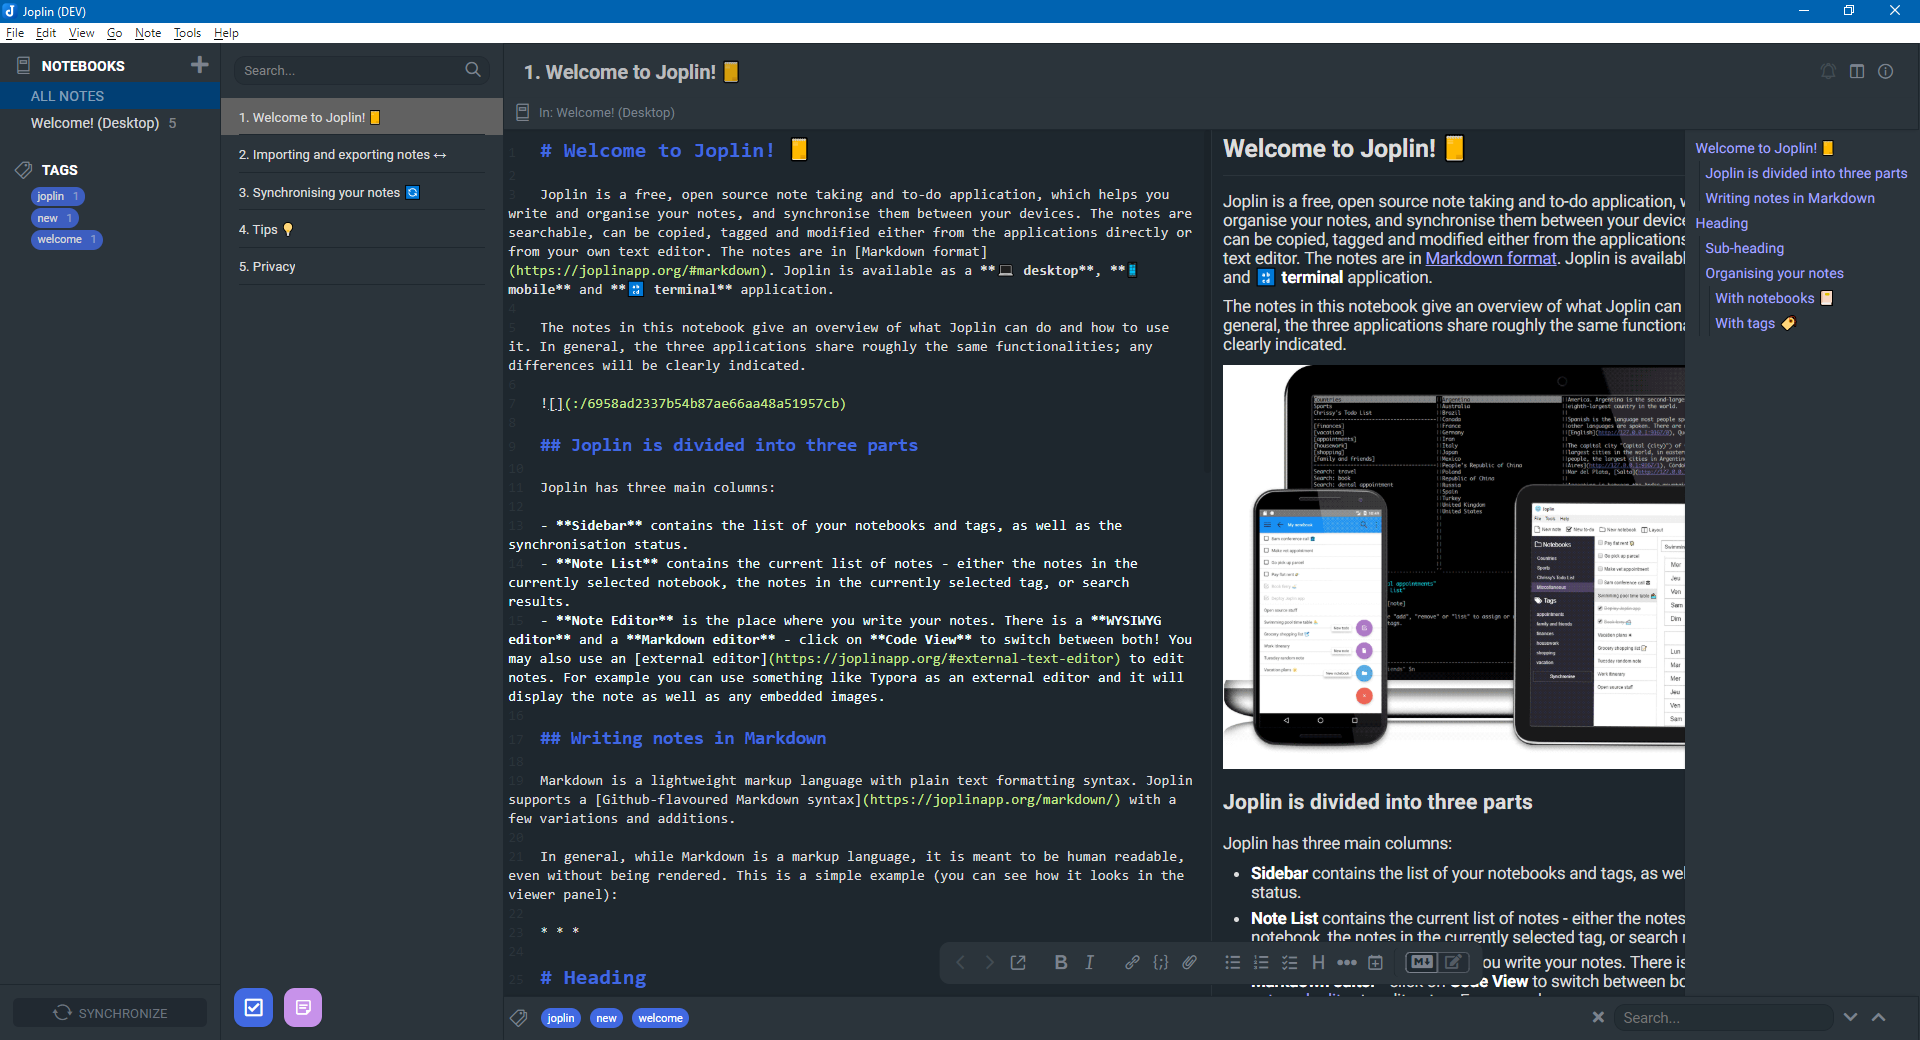 Joplin (DEV)
File Edit View Go Note Tools Help
NOTEBOOKS
ALL NOTES
Welcome! (Desktop) 5
TAGS
joplin 1
new 1
welcome 1
SYNCHRONIZE
Search...
1. Welcome to Joplin!
2. Importing and exporting notes ↔
3. Synchronising your notes
4. Tips
5. Privacy
1. Welcome to Joplin!
In: Welcome! (Desktop)
1 # Welcome to Joplin!
2
3 Joplin is a free, open source note taking and to-do application, which helps you
write and organise your notes, and synchronise them between your devices. The notes are
searchable, can be copied, tagged and modified either from the applications directly or
from your own text editor. The notes are in [Markdown format]
(https://joplinapp.org/#markdown). Joplin is available as a **💻 desktop**, **📱
mobile** and **🔡 terminal** application.
4
5 The notes in this notebook give an overview of what Joplin can do and how to use
it. In general, the three applications share roughly the same functionalities; any
differences will be clearly indicated.
6
7 ![](:/6958ad2337b54b87ae66aa48a51957cb)
8
9 ## Joplin is divided into three parts
10
11 Joplin has three main columns:
12
13 - **Sidebar** contains the list of your notebooks and tags, as well as the
synchronisation status.
14 - **Note List** contains the current list of notes - either the notes in the
currently selected notebook, the notes in the currently selected tag, or search
results.
15 - **Note Editor** is the place where you write your notes. There is a **WYSIWYG
editor** and a **Markdown editor** - click on **Code View** to switch between both! You
may also use an [external editor](https://joplinapp.org/#external-text-editor) to edit
notes. For example you can use something like Typora as an external editor and it will
display the note as well as any embedded images.
16
17 ## Writing notes in Markdown
18
19 Markdown is a lightweight markup language with plain text formatting syntax. Joplin
supports a [Github-flavoured Markdown syntax](https://joplinapp.org/markdown/) with a
few variations and additions.
20
21 In general, while Markdown is a markup language, it is meant to be human readable,
even without being rendered. This is a simple example (you can see how it looks in the
viewer panel):
22
23 * * *
24
25 # Heading
Welcome to Joplin!
Joplin is a free, open source note taking and to-do application,
organise your notes, and synchronise them between your
can be copied, tagged and modified either from the applications
text editor. The notes are in Markdown format. Joplin is
and terminal application.
The notes in this notebook give an overview of what Joplin can
general, the three applications share roughly the same
clearly indicated.
Joplin is divided into three parts
Joplin has three main columns:
• Sidebar contains the list of your notebooks and tags, as
status.
• Note List contains the current list of notes - either the notes
notebook, the notes in the currently selected tag, or search
you write your notes. There is
Code View to switch between
Welcome to Joplin!
Joplin is divided into three parts
Writing notes in Markdown
Heading
Sub-heading
Organising your notes
With notebooks
With tags
joplin new welcome
Search...